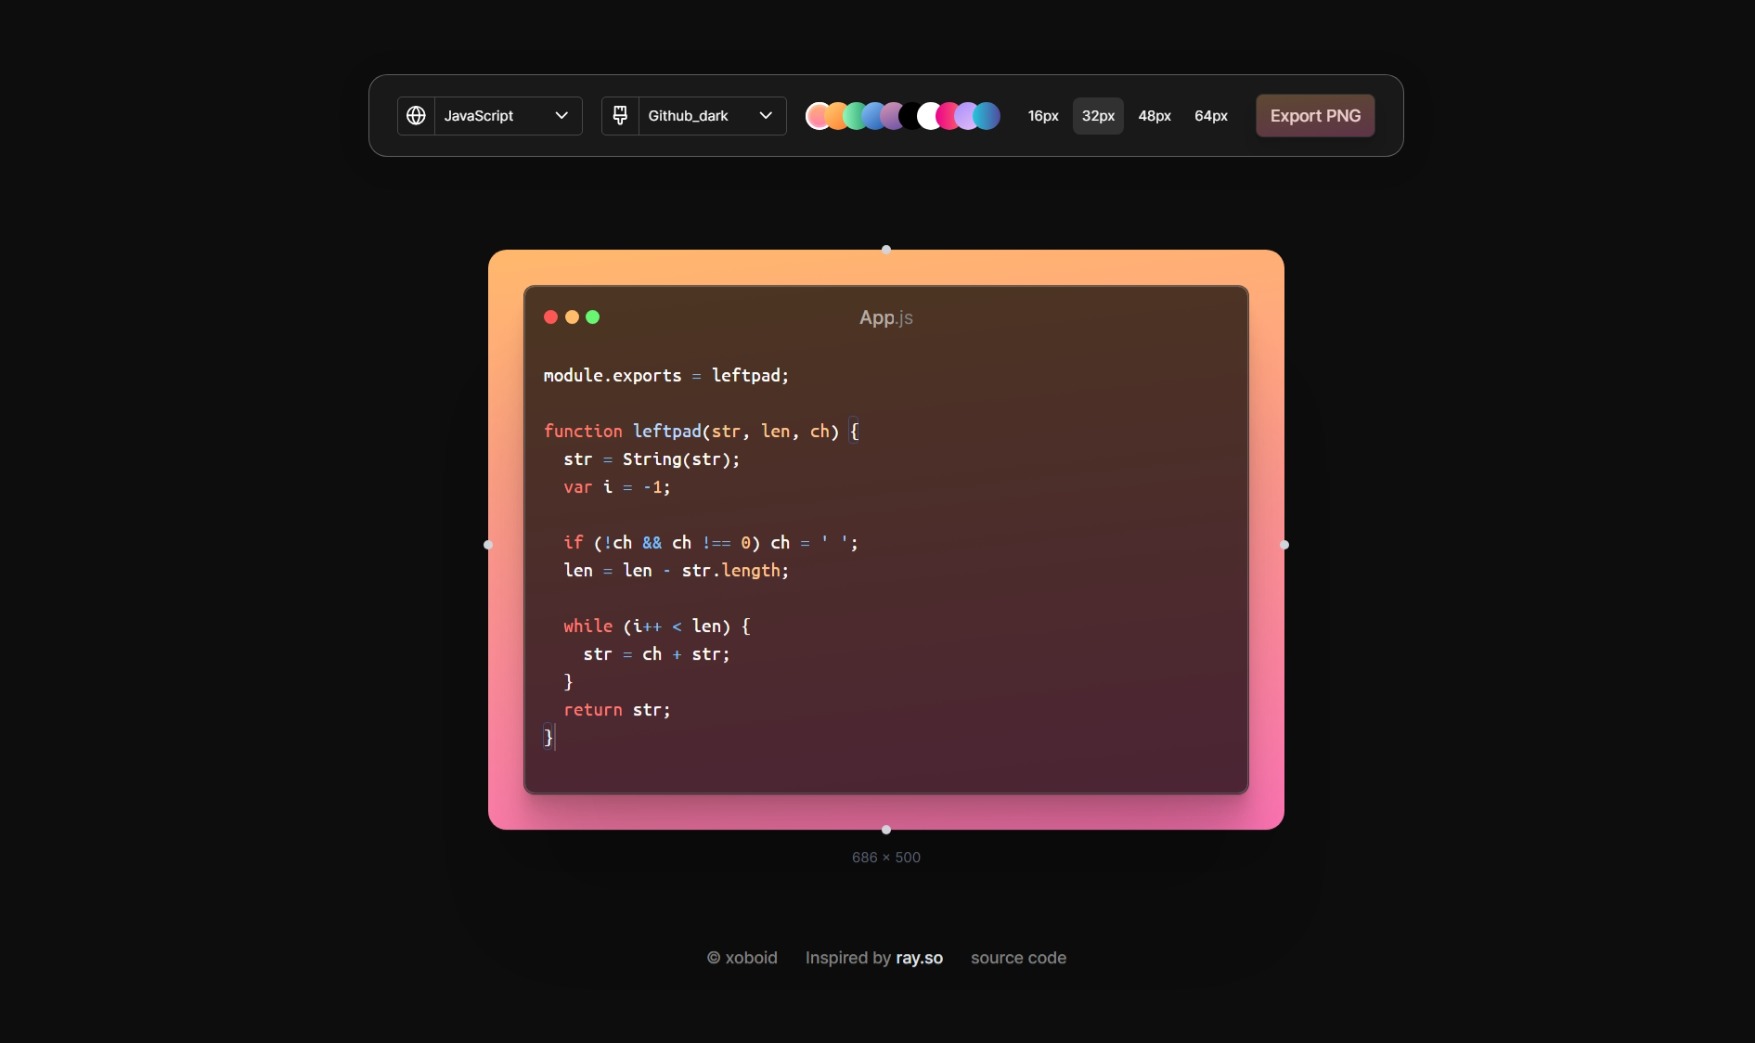 JavaScript Github_dark 16px 32px 48px 64px Export PNG
App.js
module.exports = leftpad;

function leftpad(str, len, ch) {
  str = String(str);
  var i = -1;

  if (!ch && ch !== 0) ch = ' ';
  len = len - str.length;

  while (i++ < len) {
    str = ch + str;
  }
  return str;
}
686 × 500
© xoboid Inspired by ray.so source code